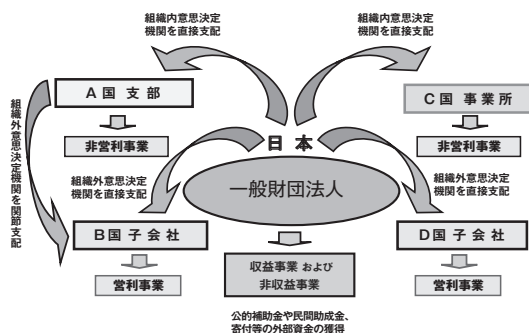 組織内意思決定
機関を直接支配
組織内意思決定
機関を直接支配
組織外意思決定機関を間節支配
A国 支部
C国 事業所
非営利事業
日本
非営利事業
組織外意思決定
機関を直接支配
一般財団法人
組織外意思決定
機関を直接支配
B国 子会社
D国 子会社
営利事業
収益事業 および
非収益事業
営利事業
公的補助金や民間助成金、
寄付等の外部資金の獲得